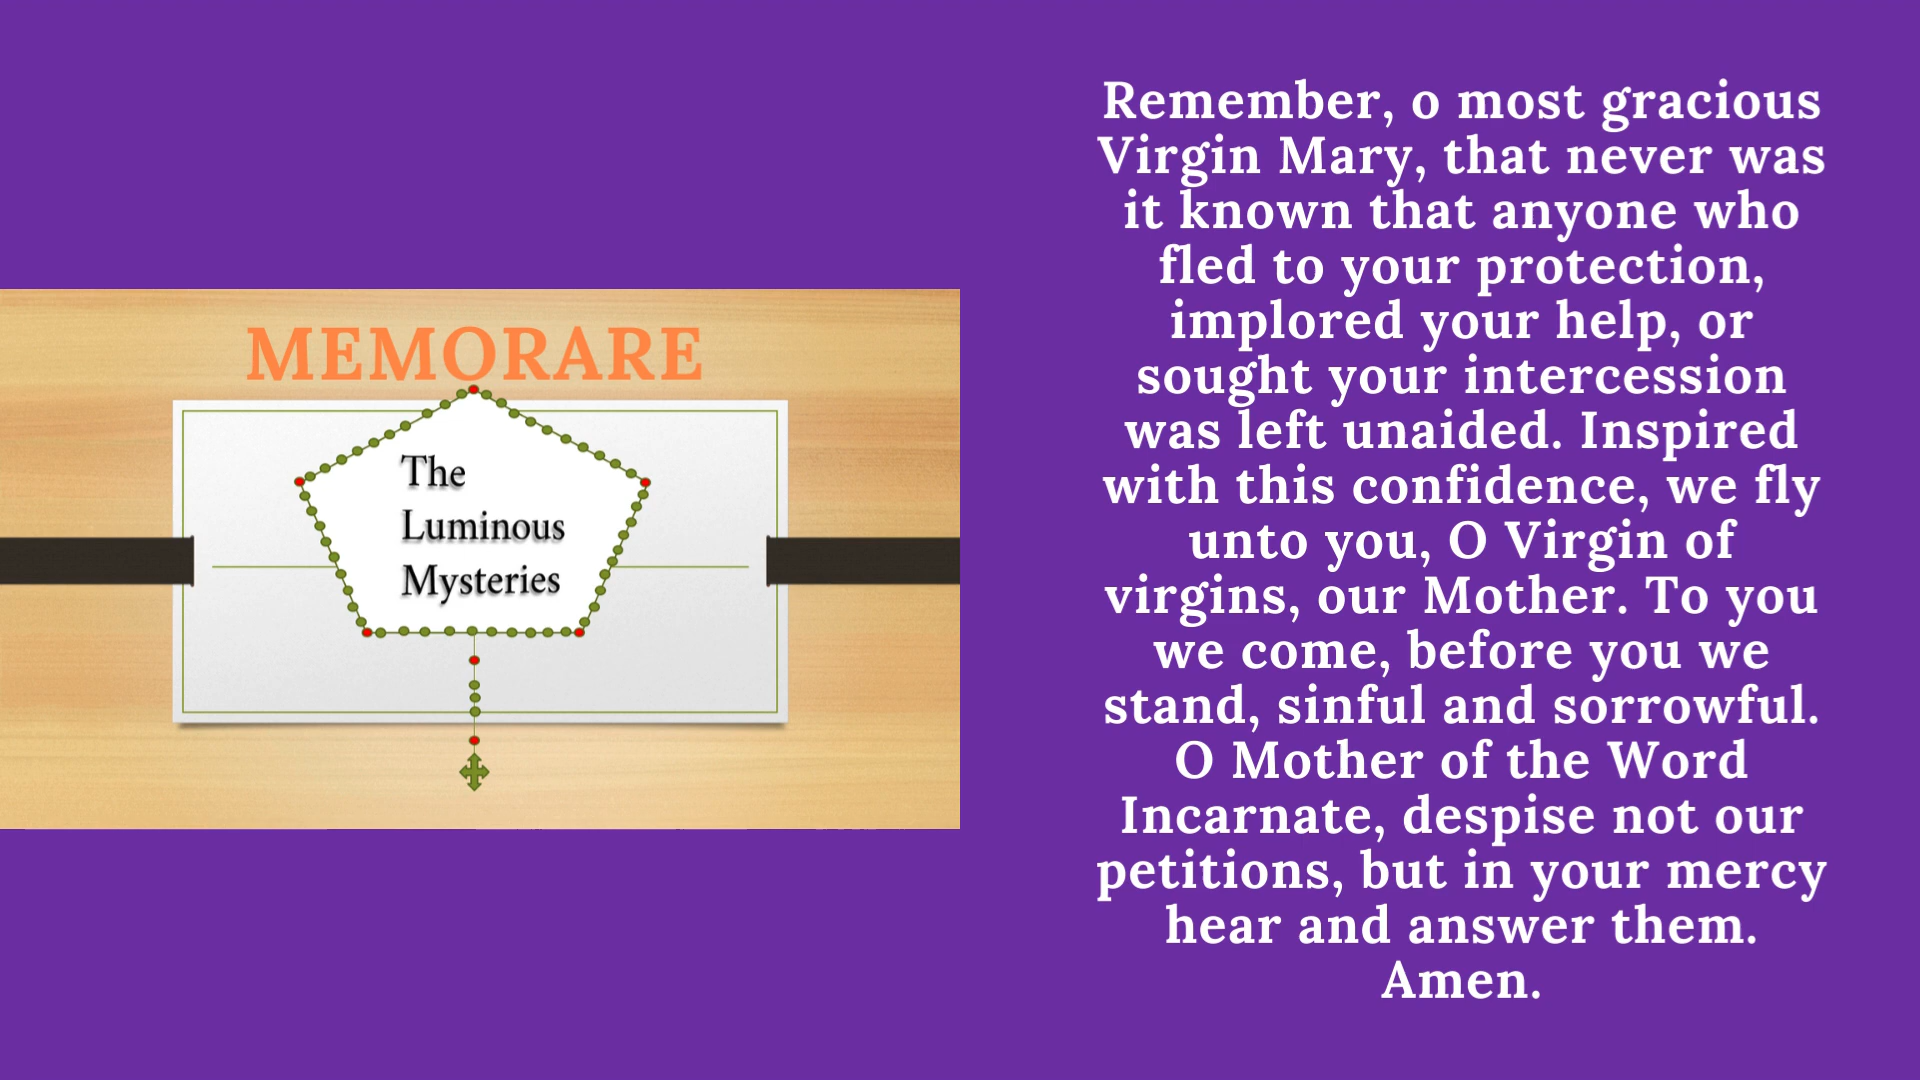 MEMORARE
The
Luminous
Mysteries
Remember, o most gracious
Virgin Mary, that never was
it known that anyone who
fled to your protection,
implored your help, or
sought your intercession
was left unaided. Inspired
with this confidence, we fly
unto you, O Virgin of
virgins, our Mother. To you
we come, before you we
stand, sinful and sorrowful.
O Mother of the Word
Incarnate, despise not our
petitions, but in your mercy
hear and answer them.
Amen.